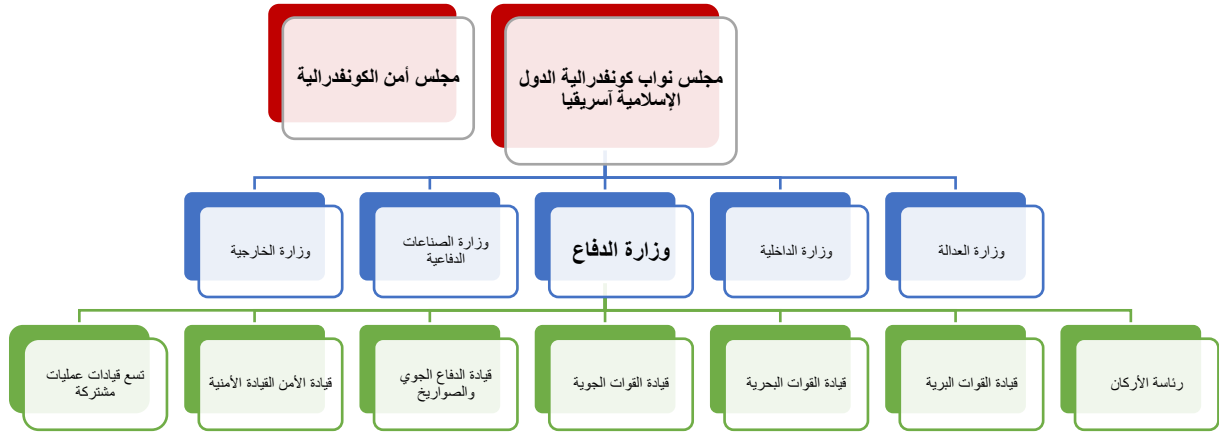 مجلس نواب كونفدرالية الدول
الإسلامية آسريقيا
مجلس أمن الكونفدرالية
وزارة العدالة
وزارة الداخلية
وزارة الدفاع
وزارة الصناعات
الدفاعية
وزارة الخارجية
رئاسة الأركان
قيادة القوات البرية
قيادة القوات البحرية
قيادة القوات الجوية
قيادة الدفاع الجوي
والصواريخ
قيادة الأمن القيادة الأمنية
تسع قيادات عمليات
مشتركة